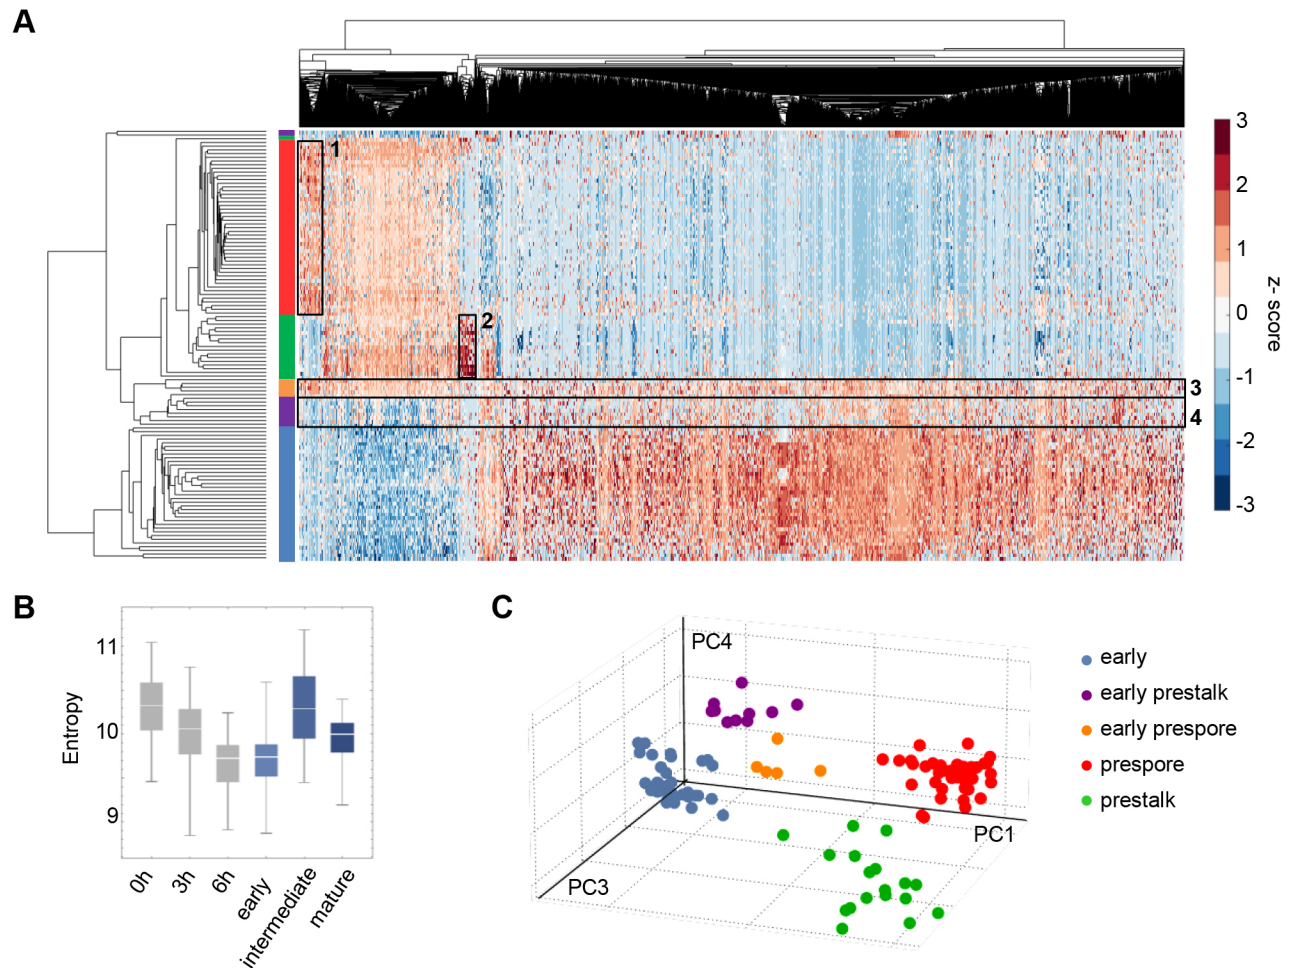 A
1
2
3
4
3
2
1
0
-1
-2
-3
z- score
B
Entropy
11
10
9
0h
3h
6h
early
intermediate
mature
C
PC4
PC1
PC3
early
early prestalk
early prespore
prespore
prestalk